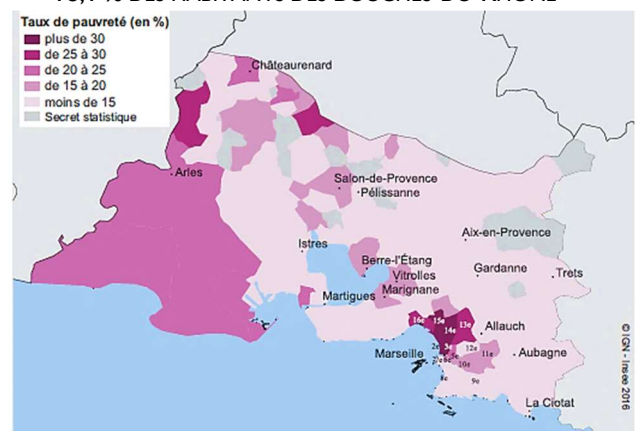 Taux de pauvreté (en %)
plus de 30
de 25 à 30
de 20 à 25
de 15 à 20
moins de 15
Secret statistique
Châteaurenard
Arles
Salon-de-Provence
Pélissanne
Aix-en-Provence
Istres
Berre-l'Étang
Vitrolles
Gardanne
Trets
Marignane
Martigues
16e 15e 13e
14e
Allauch
Marseille
2e 3e 12e
11e
Aubagne
10e
8e
9e
La Ciotat
© IGN - Insee 2016